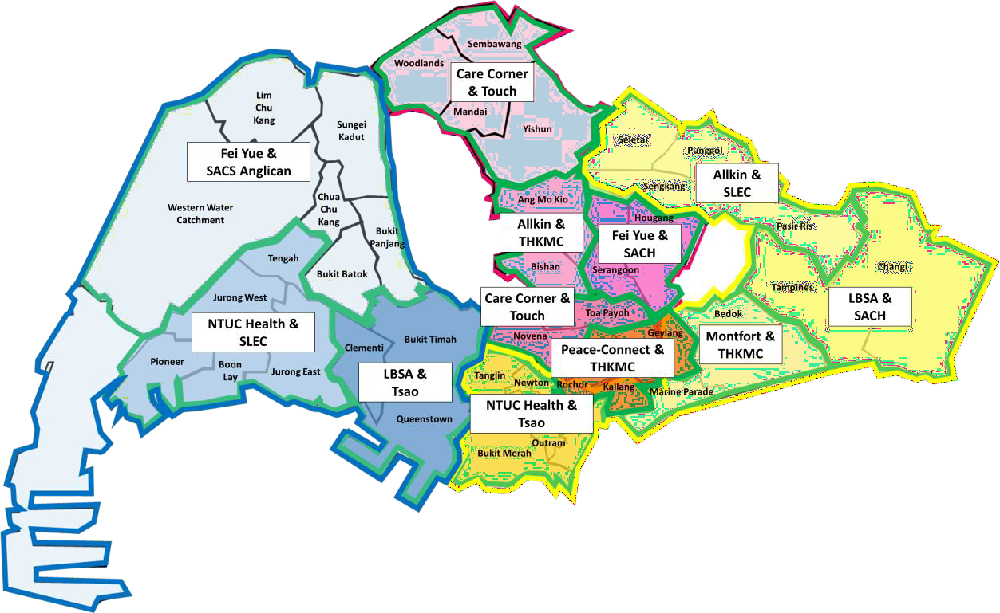 Sembawang
Woodlands
Care Corner
& Touch
Mandai
Yishun
Lim
Chu
Kang
Sungei
Kadut
Fei Yue &
SACS Anglican
Western Water
Catchment
Chua
Chu
Kang
Bukit
Panjang
Bukit Batok
Seletar
Punggol
Sengkang
Allkin &
SLEC
Pasir Ris
Ang Mo Kio
Allkin &
THKMC
Bishan
Hougang
Fei Yue &
SACH
Serangoon
Changi
Tampines
LBSA &
SACH
Tengah
Jurong West
NTUC Health &
SLEC
Pioneer
Boon
Lay
Jurong East
Clementi
Bukit Timah
LBSA &
Tsao
Queenstown
Care Corner &
Touch
Toa Payoh
Novena
Geylang
Peace-Connect &
THKMC
Rochor
Kallang
Bedok
Montfort &
THKMC
Marine Parade
Tanglin
Newton
NTUC Health &
Tsao
Outram
Bukit Merah